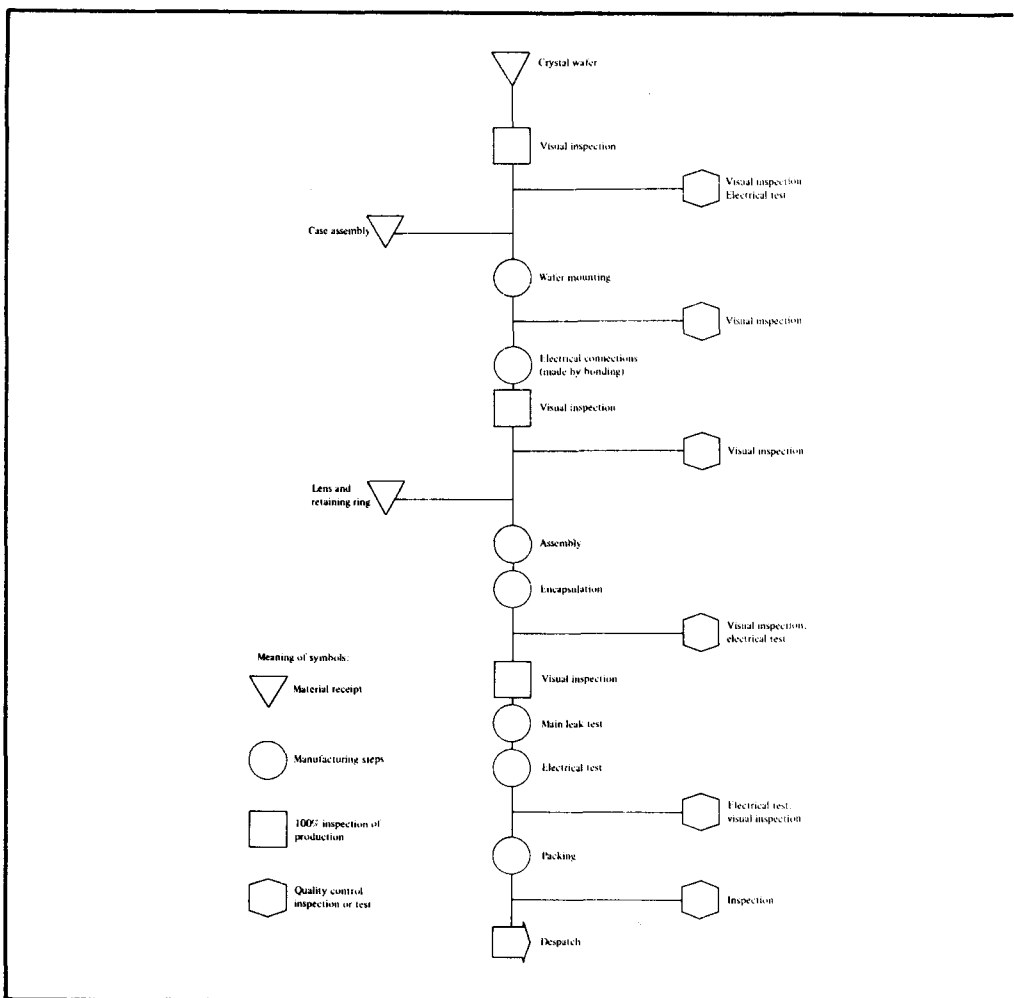 Crystal wafer
Visual inspection
Visual inspection
Electrical test
Case assembly
Wafer mounting
Visual inspection
Electrical connections
(made by bonding)
Visual inspection
Visual inspection
Lens and
retaining ring
Assembly
Encapsulation
Visual inspection,
electrical test
Meaning of symbols:
Visual inspection
Material receipt
Main leak test
Manufacturing steps
Electrical test
Electrical test,
visual inspection
100% inspection of
production
Packing
Quality control
inspection or test
Inspection
Despatch